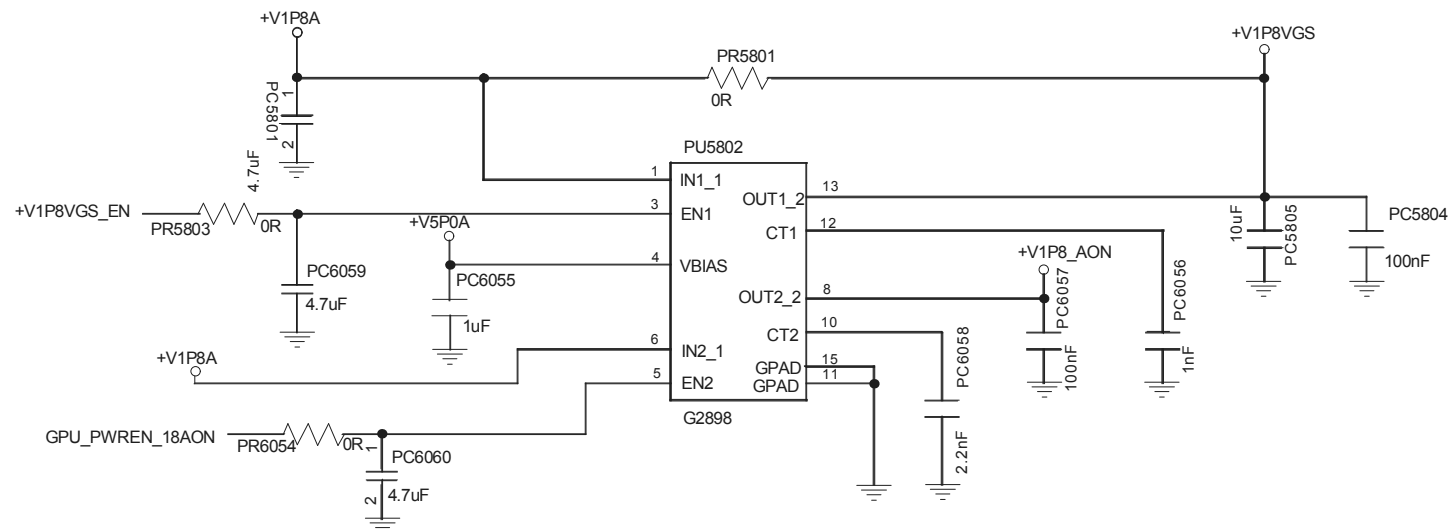 +V1P8A
+V1P8VGS
PR5801
0R
PC5801
1
2
4.7uF
PU5802
1
IN1_1
OUT1_2
13
+V1P8VGS_EN
PR5803
0R
3
EN1
CT1
12
10uF
PC5805
PC5804
100nF
+V5P0A
PC6059
4.7uF
PC6055
1uF
4
VBIAS
+V1P8_AON
OUT2_2
8
PC6057
100nF
PC6056
1nF
+V1P8A
6
IN2_1
CT2
10
PC6058
2.2nF
5
EN2
GPAD
15
GPAD
11
G2898
GPU_PWREN_18AON
PR6054
0R
1
PC6060
2
4.7uF